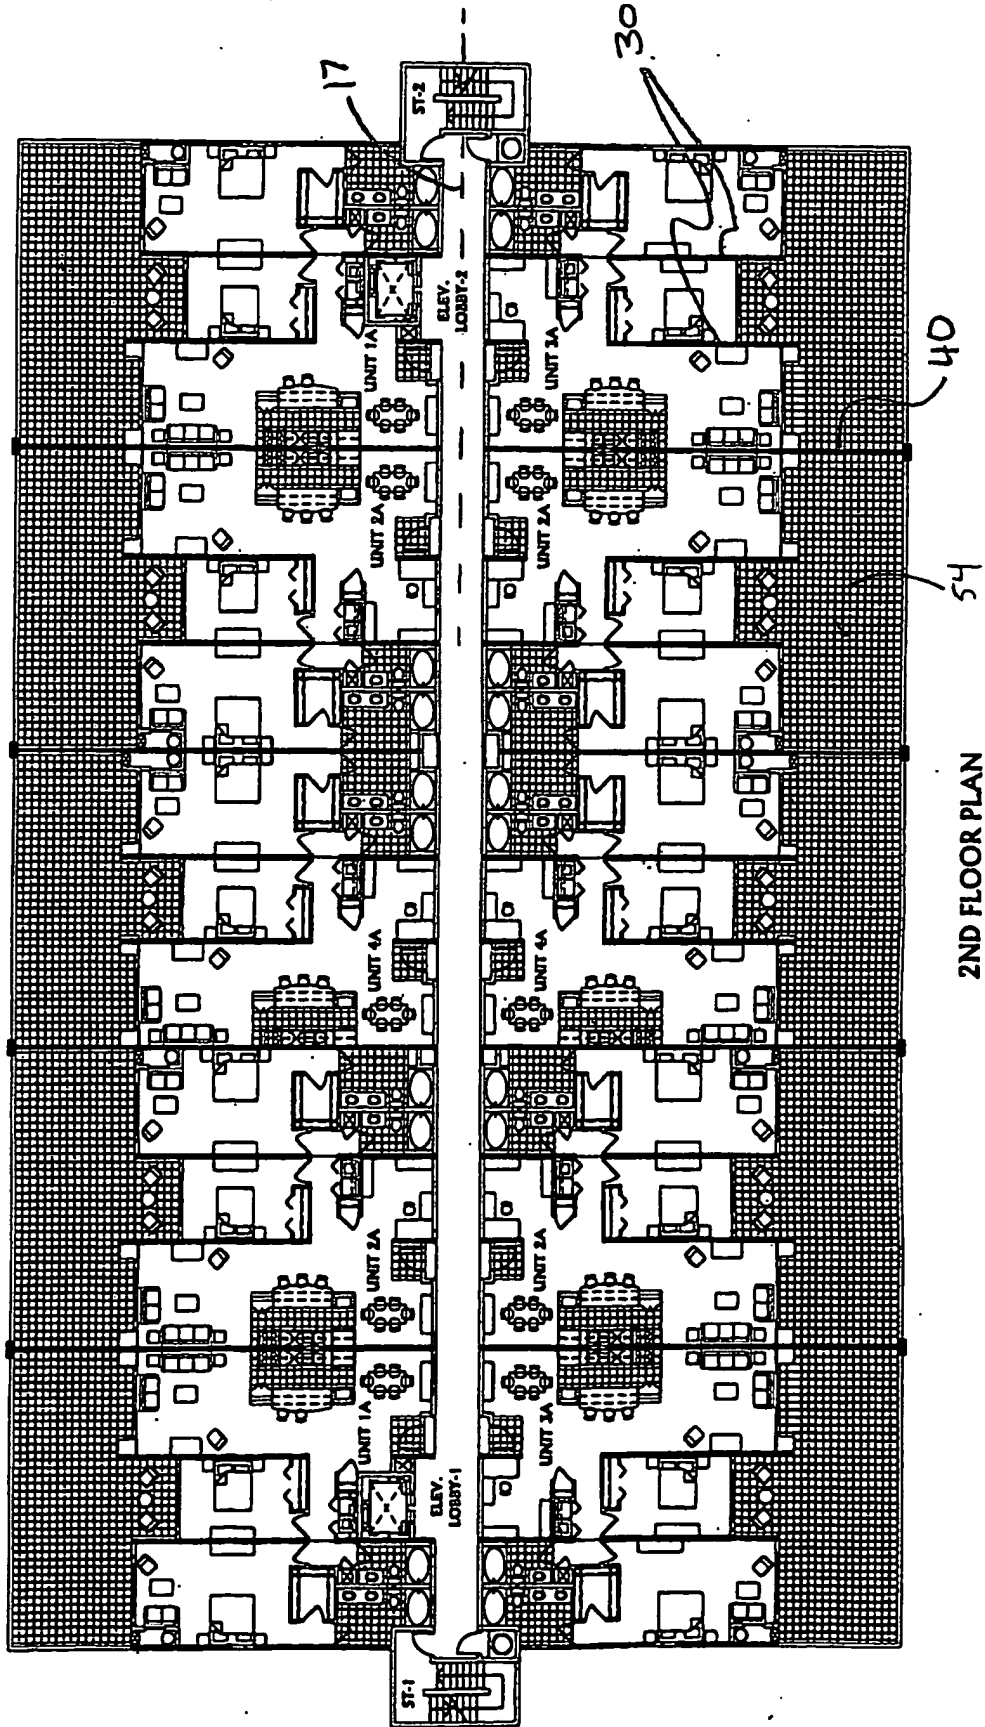 17
UNIT 1A
UNIT 2A
UNIT 4A
UNIT 2A
UNIT 1A
ST-1
ST-2
ELEV.
LOBBY-1
ELEV.
LOBBY-2
UNIT 3A
UNIT 2A
UNIT 4A
UNIT 2A
UNIT 3A
30
40
54
2ND FLOOR PLAN